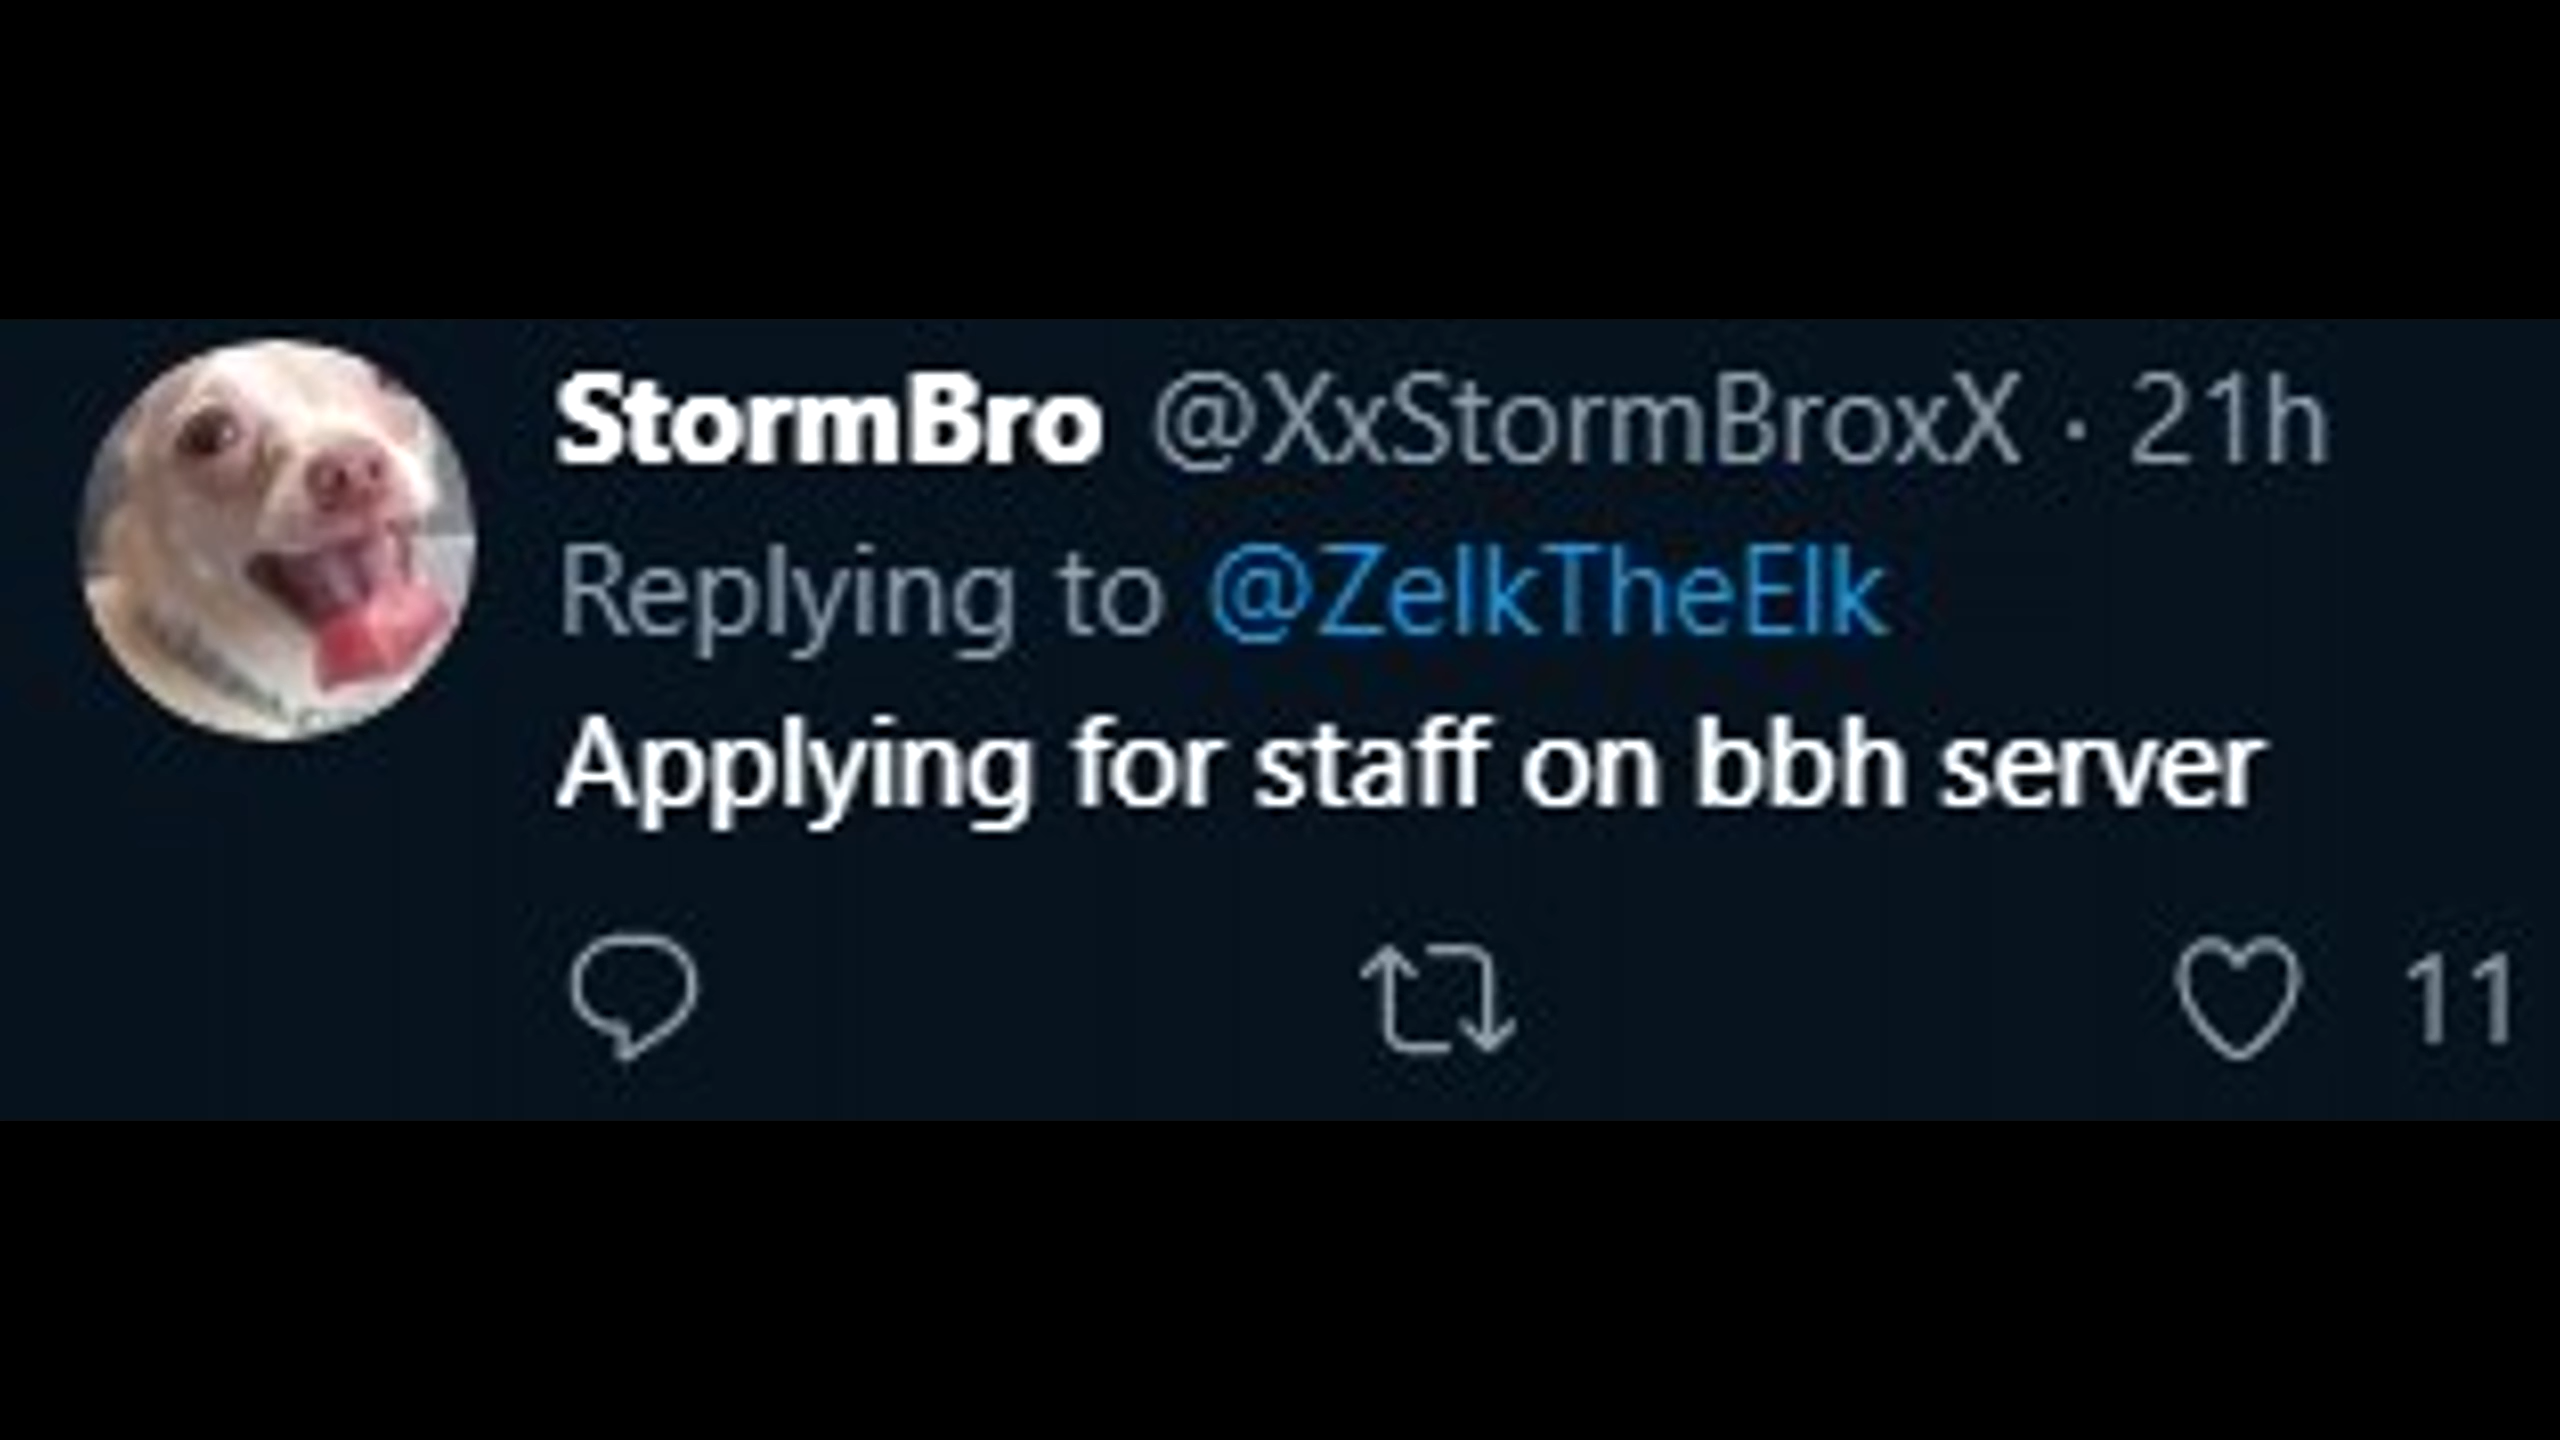 StormBro @XxStormBroxX · 21h
Replying to @ZelkTheElk
Applying for staff on bbh server
11